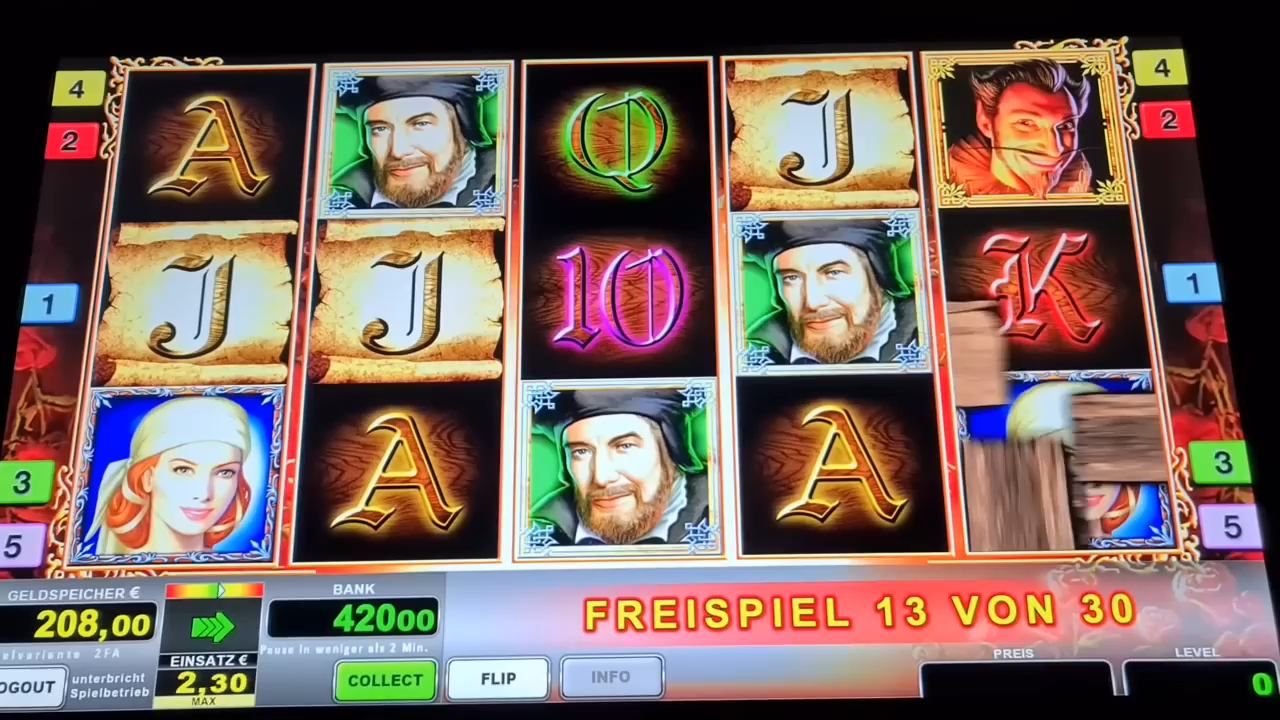 4
4
2
2
A
Q
J
J
J
10
K
1
1
A
A
3
3
5
5
GELDSPEICHER €
208,00
elvariante 2FA
OGOUT
unterbricht
Spielbetrieb
EINSATZ €
2,30
MAX
BANK
42000
Pause in weniger als 2 Min.
COLLECT
FLIP
INFO
FREISPIEL 13 VON 30
PREIS
LEVEL
0